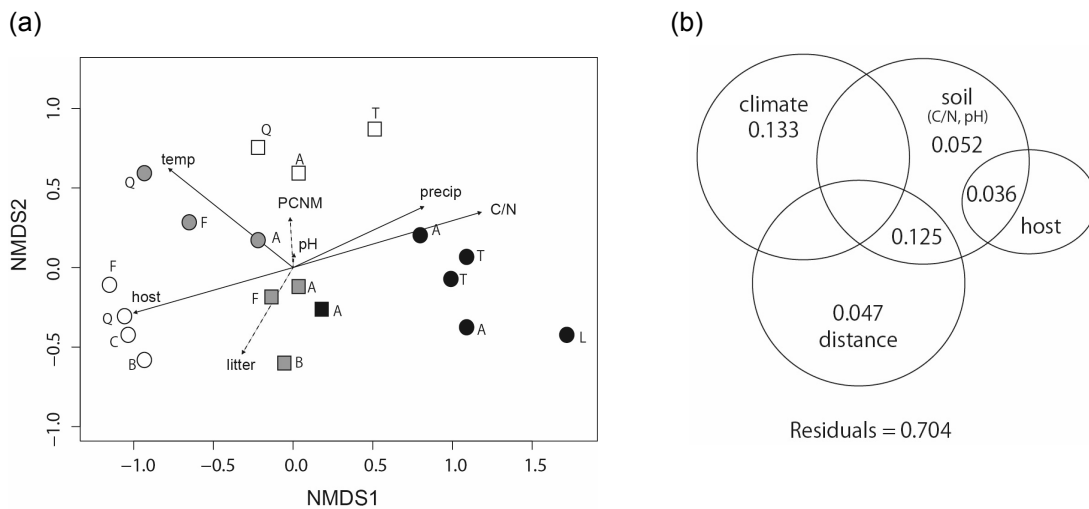 (a)
NMDS2
1.0
0.5
0.0
−0.5
−1.0
−1.0
−0.5
0.0
0.5
1.0
1.5
NMDS1
T
Q
A
temp
Q
PCNM
precip
C/N
F
A
pH
A
T
F
T
host
F
A
Q
A
A
C
L
litter
B
B
(b)
climate
0.133
soil
(C/N, pH)
0.052
0.036
host
0.125
0.047
distance
Residuals = 0.704